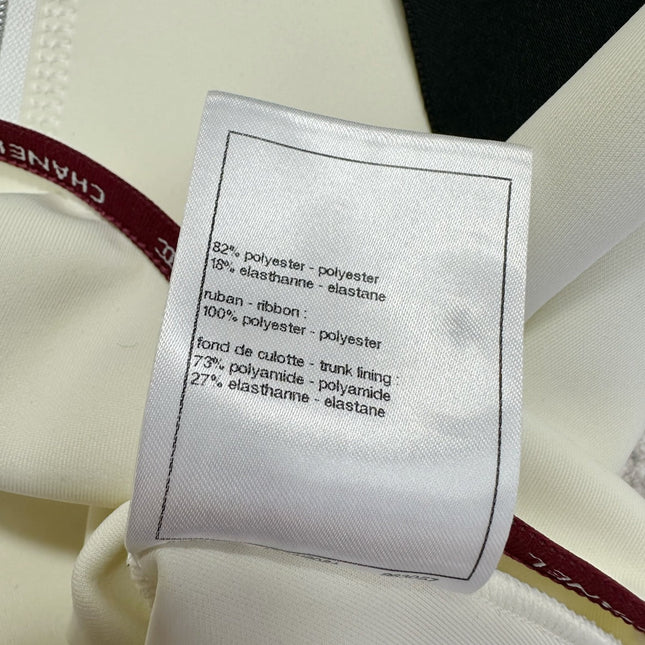 CHANE
82% polyester - polyester
18% elasthanne - elastane
ruban - ribbon :
100% polyester - polyester
fond de culotte - trunk lining :
73% polyamide - polyamide
27% elasthanne - elastane